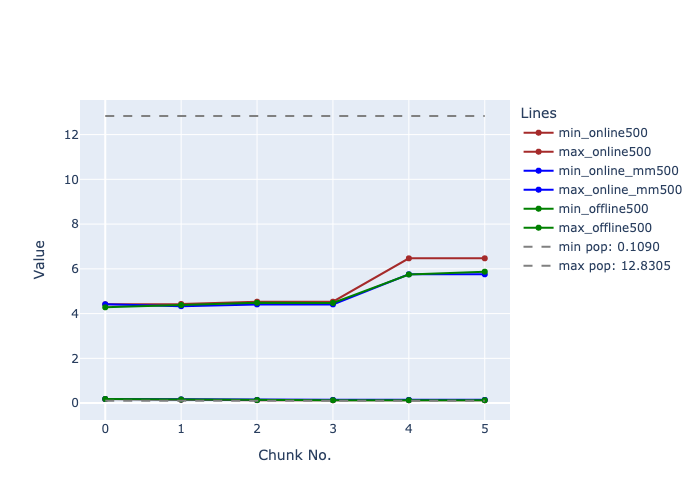 Lines
min_online500
max_online500
min_online_mm500
max_online_mm500
min_offline500
max_offline500
min pop: 0.1090
max pop: 12.8305
Value
12
10
8
6
4
2
0
0 1 2 3 4 5
Chunk No.